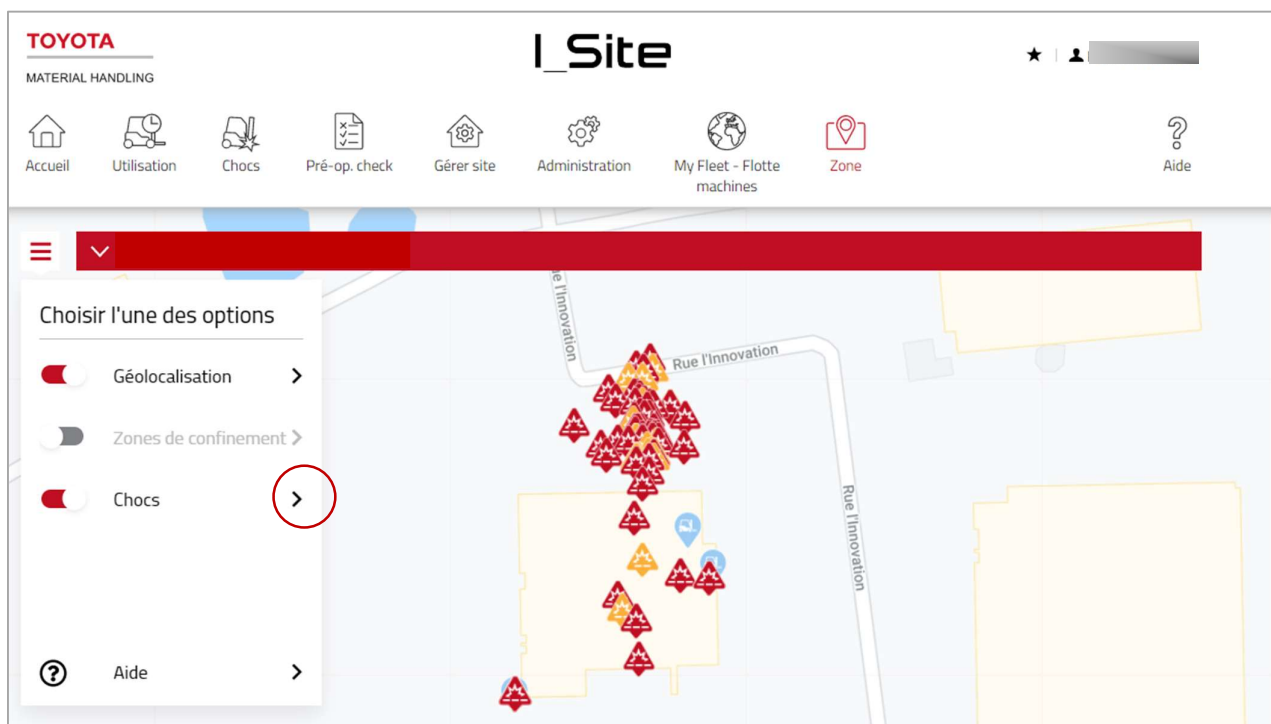 TOYOTA
MATERIAL HANDLING
I_Site
Accueil
Utilisation
Chocs
Pré-op. check
Gérer site
Administration
My Fleet - Flotte
machines
Zone
Aide
Choisir l'une des options
Géolocalisation
Zones de confinement
Chocs
Aide
ue l'Innovation
Rue l'Innovation
Rue l'Innovation